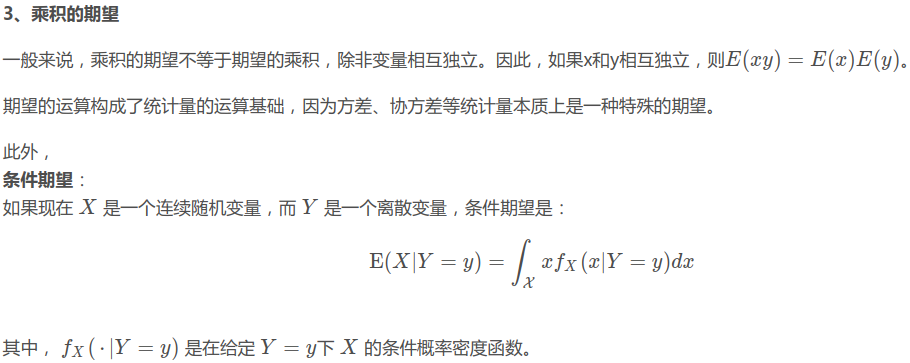 3、乘积的期望
一般来说，乘积的期望不等于期望的乘积，除非变量相互独立。因此，如果x和y相互独立，则E(xy) = E(x)E(y)。
期望的运算构成了统计量的运算基础，因为方差、协方差等统计量本质上是一种特殊的期望。
此外，
条件期望：
如果现在 X 是一个连续随机变量，而 Y 是一个离散变量，条件期望是：
E(X|Y = y) = ∫_𝒳 x f_X(x|Y = y)dx
其中， f_X(·|Y = y) 是在给定 Y = y下 X 的条件概率密度函数。